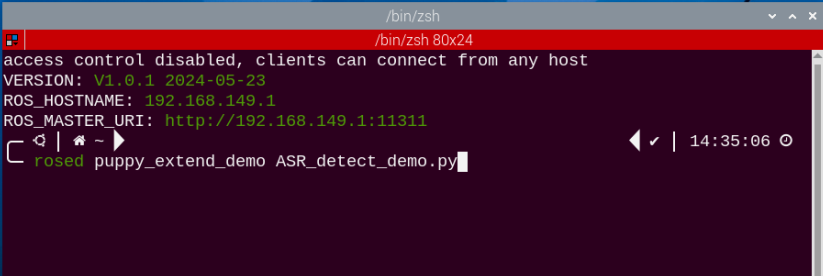 /bin/zsh
/bin/zsh 80x24
access control disabled, clients can connect from any host
VERSION: V1.0.1 2024-05-23
ROS_HOSTNAME: 192.168.149.1
ROS_MASTER_URI: http://192.168.149.1:11311
~ ✔ 14:35:06
rosed puppy_extend_demo ASR_detect_demo.py